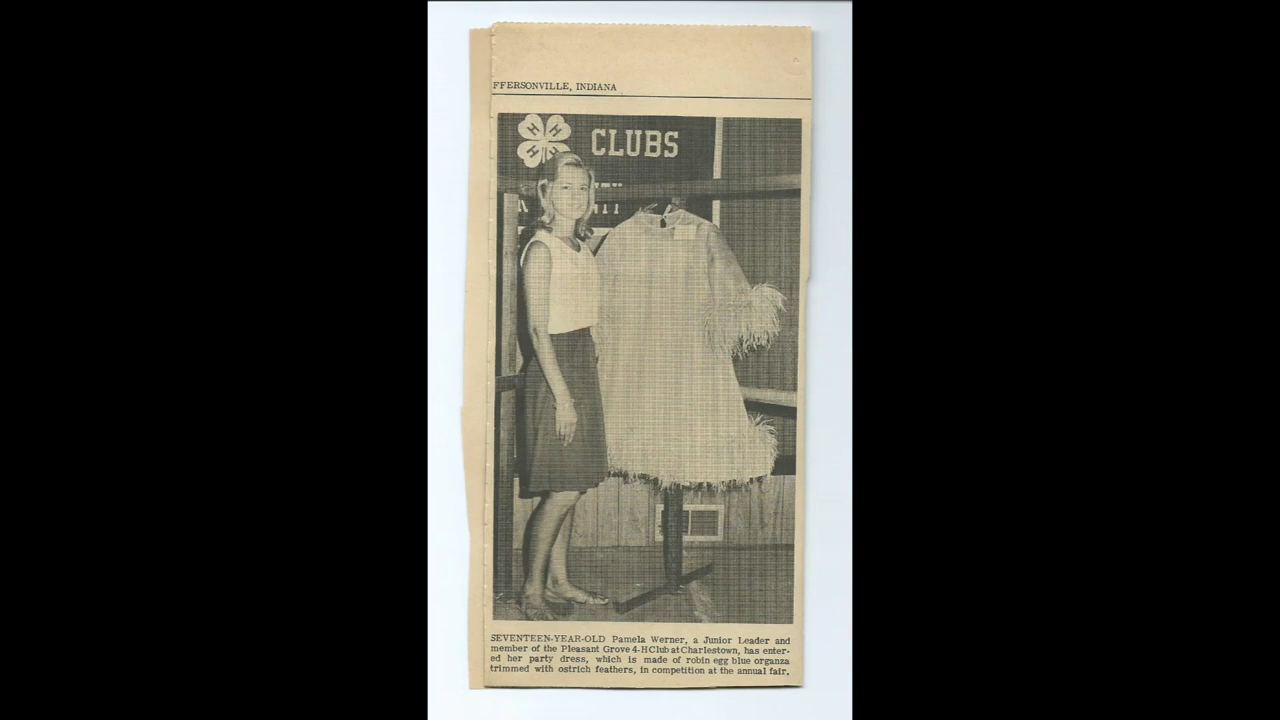 FFERSONVILLE, INDIANA
H H
CLUBS
H H
SEVENTEEN-YEAR-OLD Pamela Werner, a Junior Leader and
member of the Pleasant Grove 4-H Club at Charlestown, has enter-
ed her party dress, which is made of robin egg blue organza
trimmed with ostrich feathers, in competition at the annual fair.